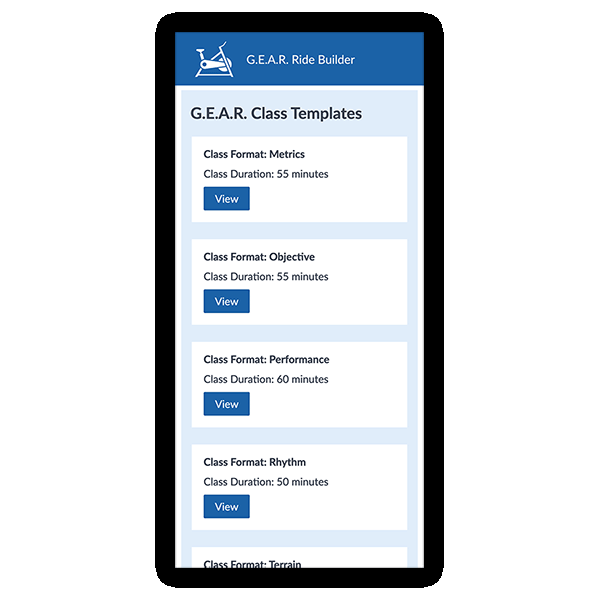 G.E.A.R. Ride Builder
G.E.A.R. Class Templates
Class Format: Metrics
Class Duration: 55 minutes
View
Class Format: Objective
Class Duration: 55 minutes
View
Class Format: Performance
Class Duration: 60 minutes
View
Class Format: Rhythm
Class Duration: 50 minutes
View
Class Format: Terrain